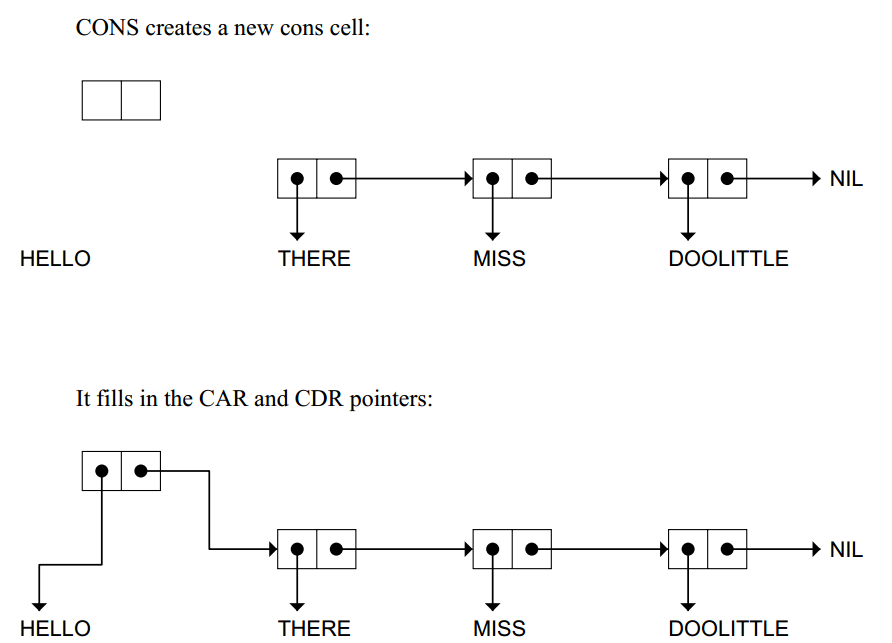 CONS creates a new cons cell:
NIL
HELLO THERE MISS DOOLITTLE
It fills in the CAR and CDR pointers:
NIL
HELLO THERE MISS DOOLITTLE